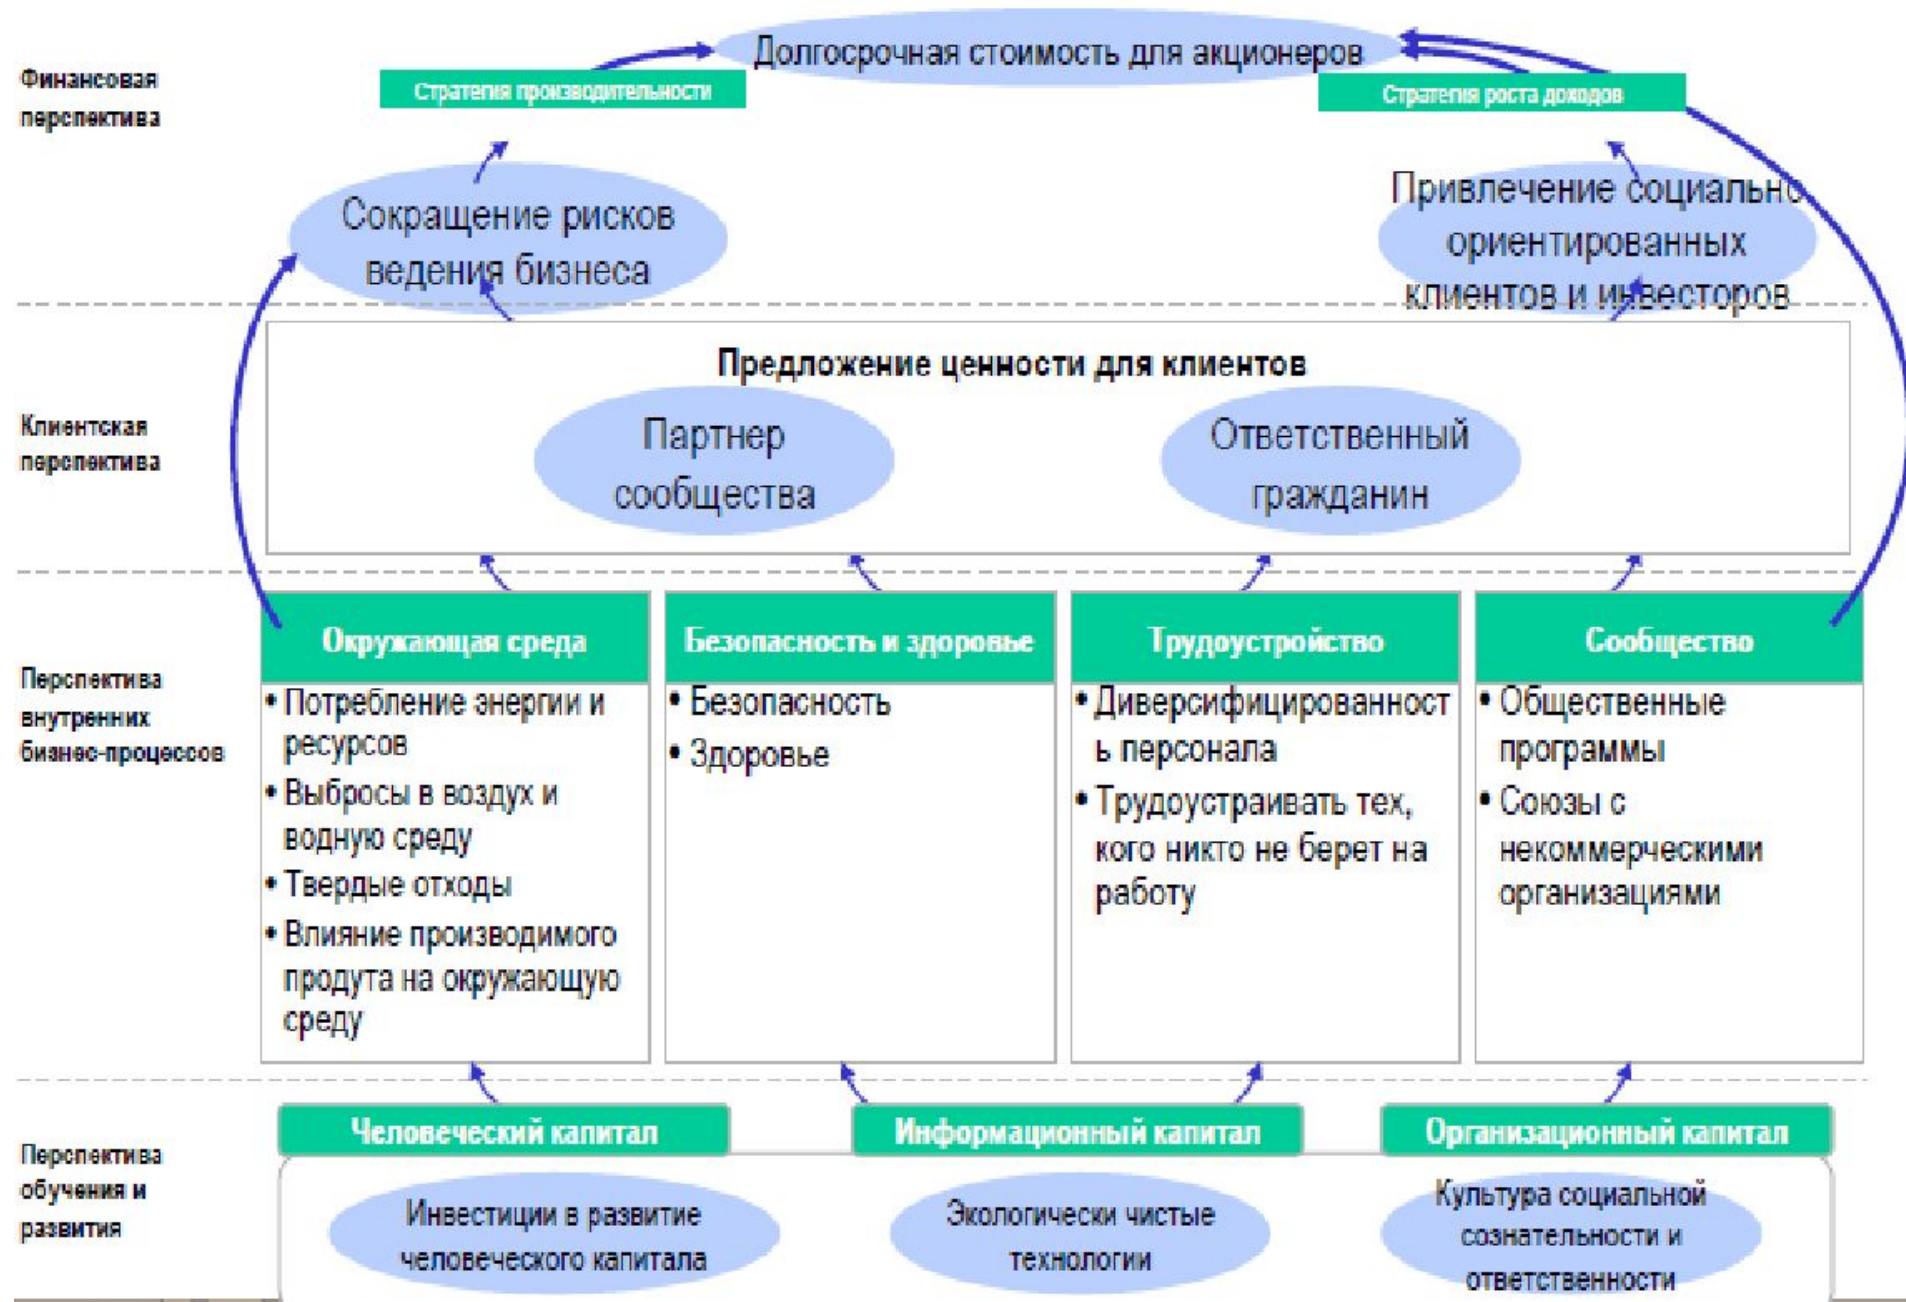 Долгосрочная стоимость для акционеров
Финансовая
перспектива
Стратегия производительности
Стратегия роста доходов
Сокращение рисков
ведения бизнеса
Привлечение социально
ориентированных
клиентов и инвесторов
Предложение ценности для клиентов
Клиентская
перспектива
Партнер
сообщества
Ответственный
гражданин
Перспектива
внутренних
бизнес-процессов
Окружающая среда
• Потребление энергии и
ресурсов
• Выбросы в воздух и
водную среду
• Твердые отходы
• Влияние производимого
продута на окружающую
среду
Безопасность и здоровье
• Безопасность
• Здоровье
Трудоустройство
• Диверсифицированност
ь персонала
• Трудоустраивать тех,
кого никто не берет на
работу
Сообщество
• Общественные
программы
• Союзы с
некоммерческими
организациями
Перспектива
обучения и
развития
Человеческий капитал
Инвестиции в развитие
человеческого капитала
Информационный капитал
Экологически чистые
технологии
Организационный капитал
Культура социальной
сознательности и
ответственности